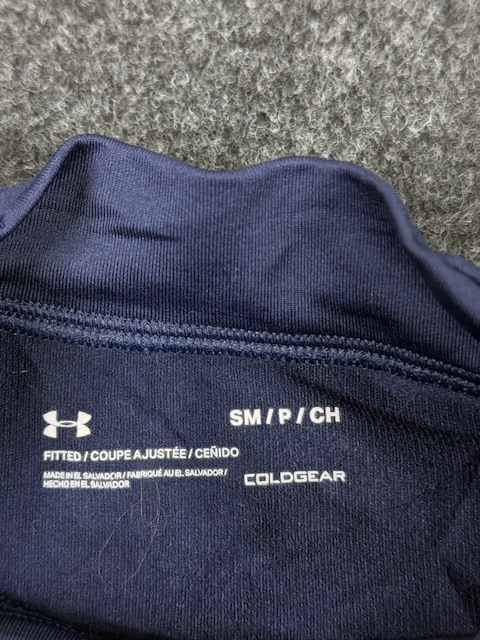 SM / P / CH
FITTED / COUPE AJUSTÉE / CEÑIDO
MADE IN EL SALVADOR / FABRIQUÉ AU EL SALVADOR /
HECHO EN EL SALVADOR
COLDGEAR